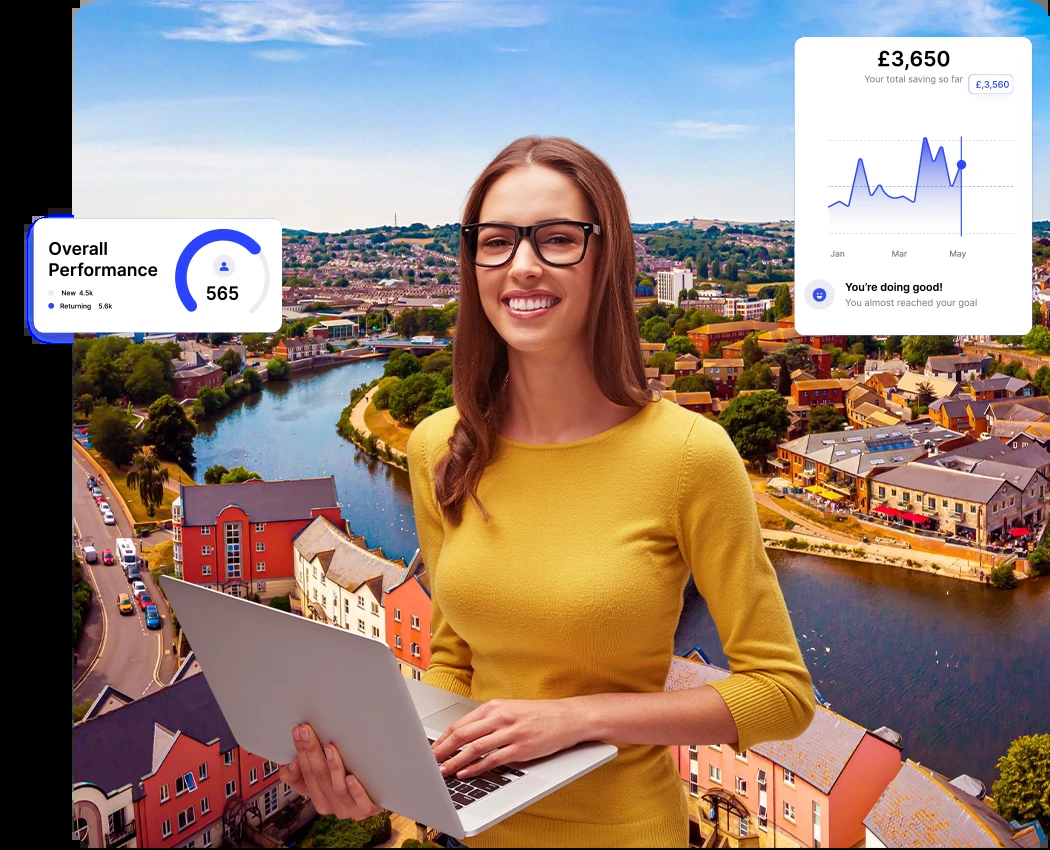 £3,650
Your total saving so far
£,3,560
Jan Mar May
You're doing good!
You almost reached your goal
Overall
Performance
New 4.5k
Returning 5.6k
565